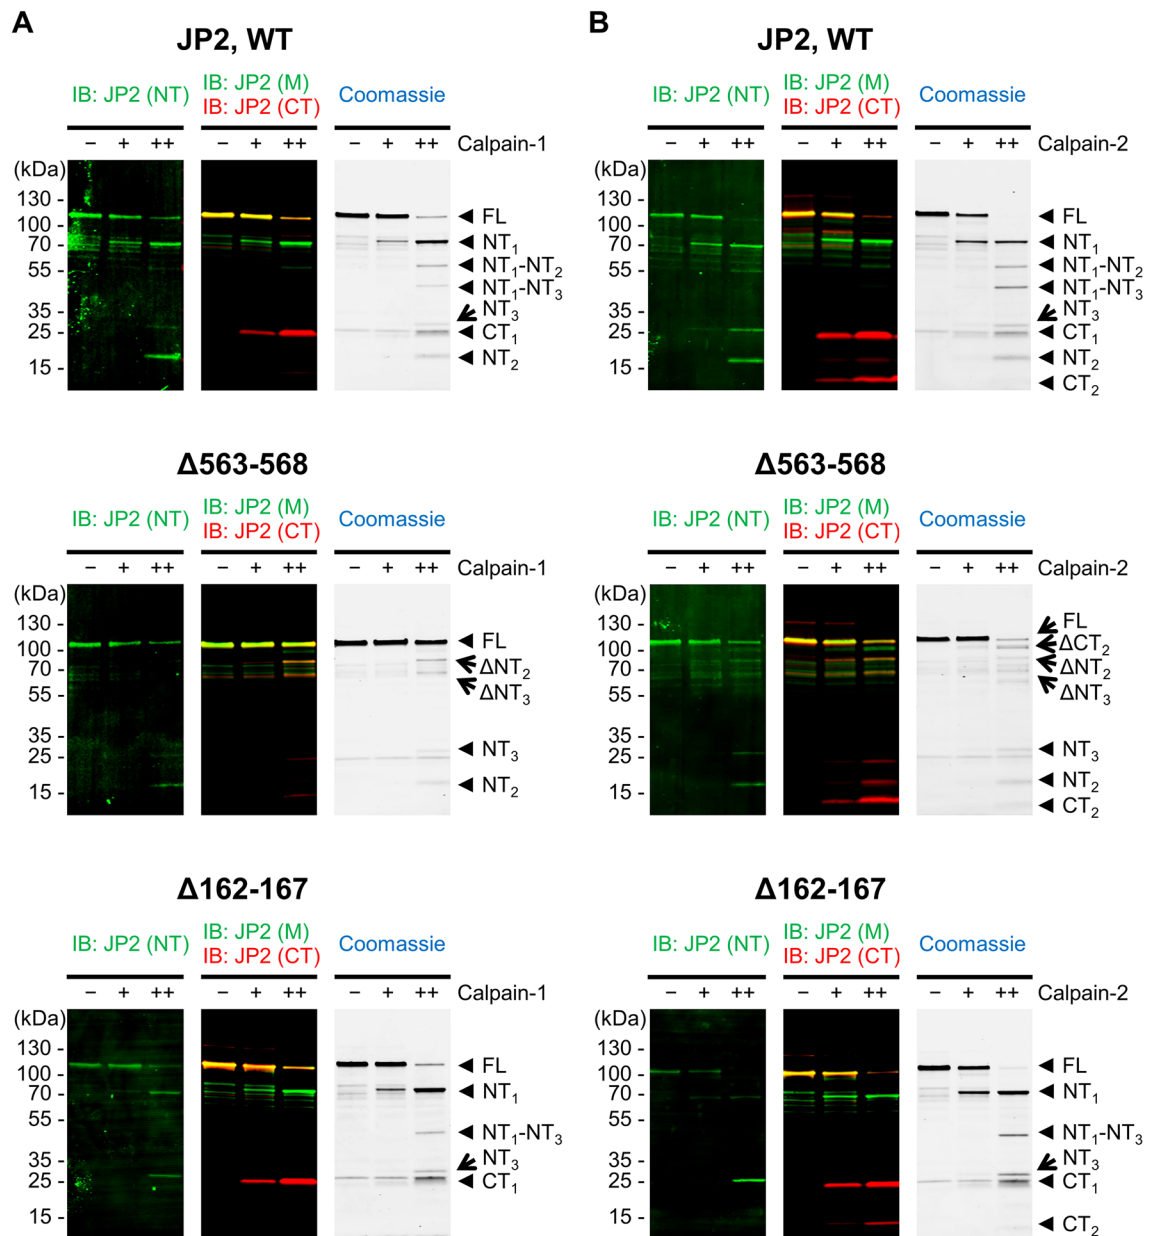 A
JP2, WT
IB: JP2 (NT)
IB: JP2 (M)
IB: JP2 (CT)
Coomassie
– + ++ + ++ – + ++ Calpain-1
(kDa)
130 -
100 -
70 -
55 -
35 -
25 -
15 -
FL
NT1
NT1-NT2
NT1-NT3
NT3
CT1
NT2
Δ563-568
IB: JP2 (NT)
IB: JP2 (M)
IB: JP2 (CT)
Coomassie
– + ++ – + ++ – + ++ Calpain-1
(kDa)
130 -
100 -
70 -
55 -
35 -
25 -
15 -
FL
ΔNT2
ΔNT3
NT3
NT2
Δ162-167
IB: JP2 (NT)
IB: JP2 (M)
IB: JP2 (CT)
Coomassie
– + ++ – + ++ – + ++ Calpain-1
(kDa)
130 -
100 -
70 -
55 -
35 -
25 -
15 -
FL
NT1
NT1-NT3
NT3
CT1
B
JP2, WT
IB: JP2 (NT)
IB: JP2 (M)
IB: JP2 (CT)
Coomassie
– + ++ – + ++ – + ++ Calpain-2
(kDa)
130 -
100 -
70 -
55 -
35 -
25 -
15 -
FL
NT1
NT1-NT2
NT1-NT3
NT3
CT1
NT2
CT2
Δ563-568
IB: JP2 (NT)
IB: JP2 (M)
IB: JP2 (CT)
Coomassie
– + ++ – + ++ – + ++ Calpain-2
(kDa)
130 -
100 -
70 -
55 -
35 -
25 -
15 -
FL
ΔCT2
ΔNT2
ΔNT3
NT3
NT2
CT2
Δ162-167
IB: JP2 (NT)
IB: JP2 (M)
IB: JP2 (CT)
Coomassie
– + ++ – + ++ – + ++ Calpain-2
(kDa)
130 -
100 -
70 -
55 -
35 -
25 -
15 -
FL
NT1
NT1-NT3
NT3
CT1
CT2